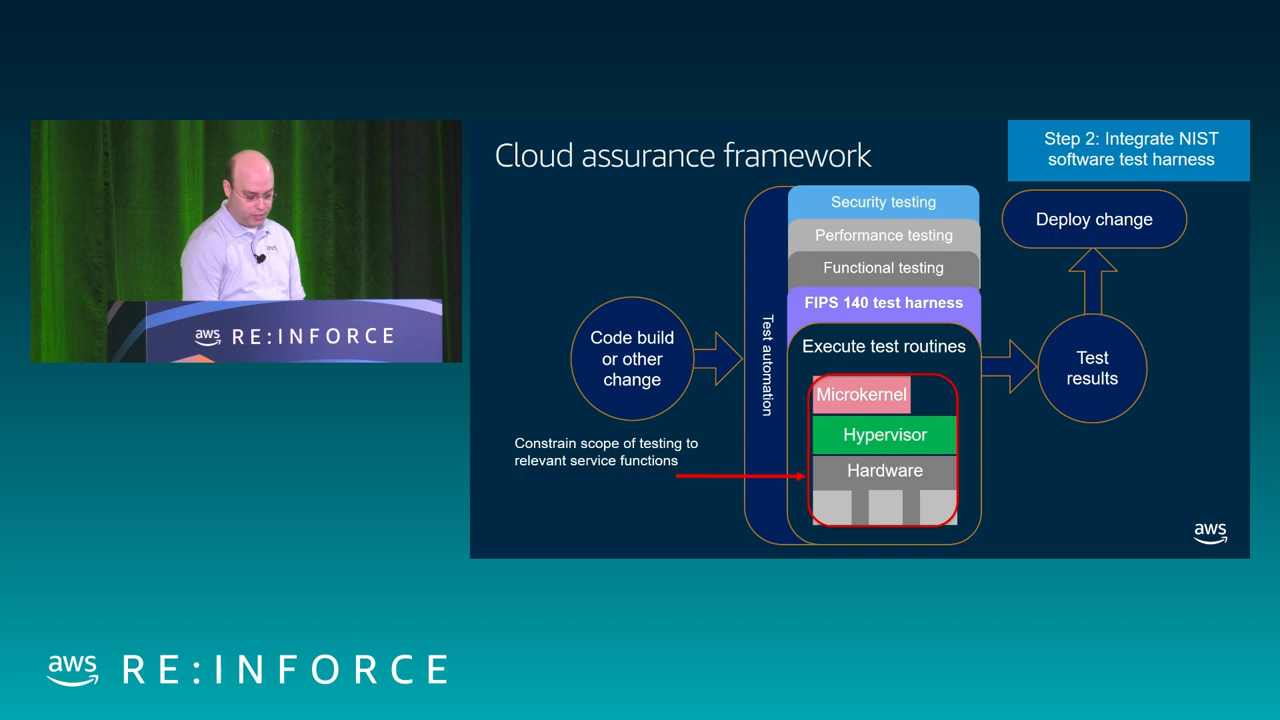 Cloud assurance framework
Step 2: Integrate NIST
software test harness
Security testing
Performance testing
Functional testing
FIPS 140 test harness
Test automation
Execute test routines
Microkernel
Hypervisor
Hardware
Code build
or other
change
Constrain scope of testing to
relevant service functions
Deploy change
Test
results
aws
aws
aws RE:INFORCE
aws RE:INFORCE